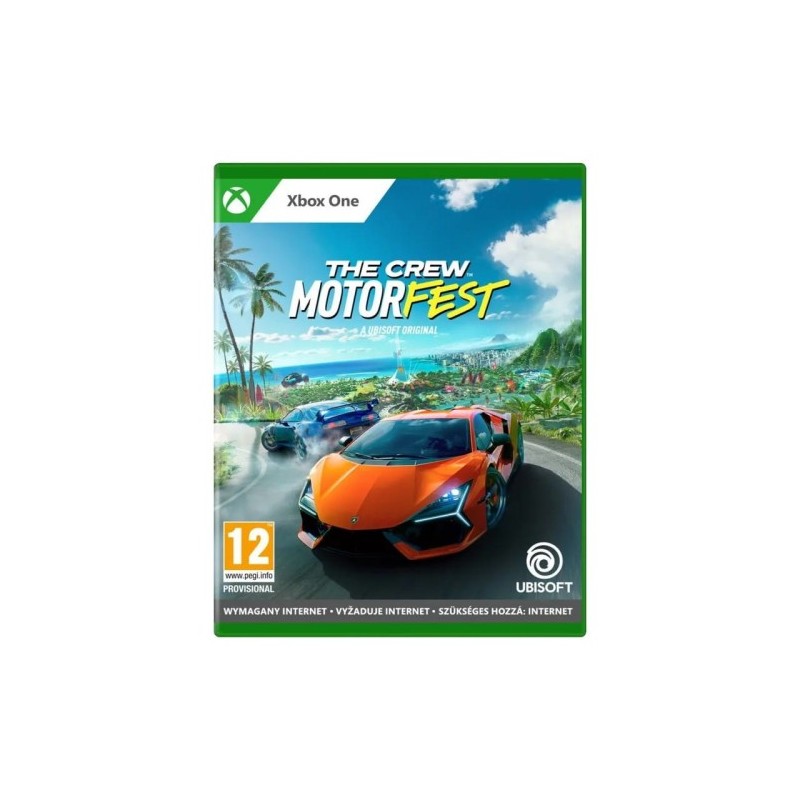 Xbox One
THE CREW™
MOTORFEST
A UBISOFT ORIGINAL
12
www.pegi.info
PROVISIONAL
UBISOFT
WYMAGANY INTERNET • VYŽADUJE INTERNET • SZÜKSÉGES HOZZÁ: INTERNET